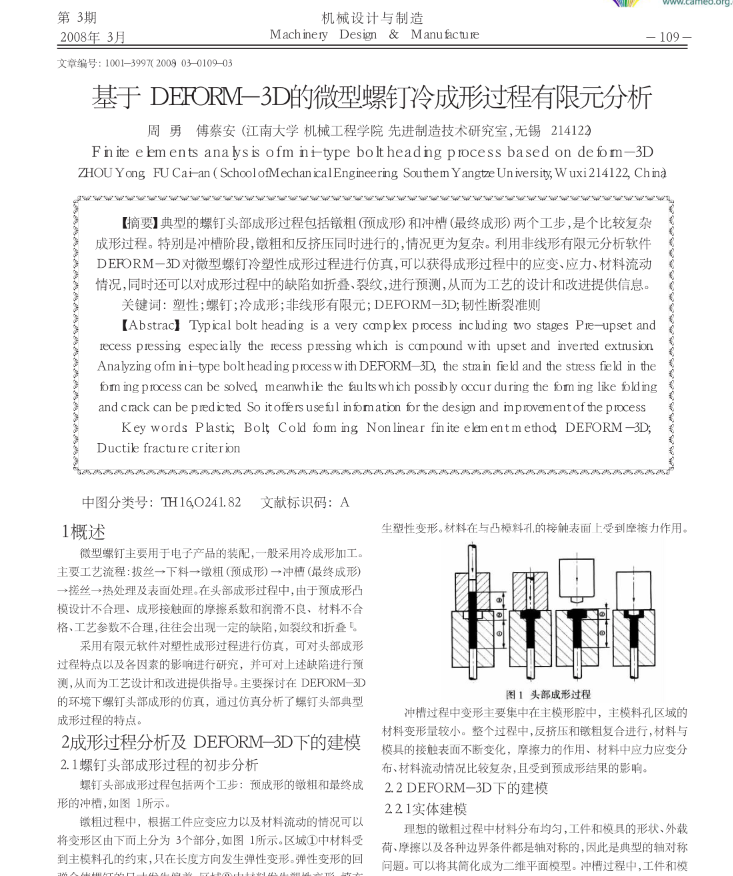 www.cameo.org.
第 3期
机械设计与制造
2008年 3月
Machinery Design & Manufacture
－109－
文章编号：1001-3997(2008)03-0109-03
基于 DEFORM-3D的微型螺钉冷成形过程有限元分析
周 勇 傅蔡安 (江南大学 机械工程学院 先进制造技术研究室,无锡 214122)
Finite elements analysis of mini-type bolt heading process based on deform-3D
ZHOU Yong, FU Cai-an ( School of Mechanical Engineering, Southern Yangtze University, Wuxi 214122, China)
【摘要】典型的螺钉头部成形过程包括镦粗(预成形)和冲槽(最终成形)两个工步,是个比较复杂
成形过程。特别是冲槽阶段,镦粗和反挤压同时进行的,情况更为复杂。利用非线形有限元分析软件
DEFORM-3D对微型螺钉冷塑性成形过程进行仿真,可以获得成形过程中的应变、应力、材料流动
情况,同时还可以对成形过程中的缺陷如折叠、裂纹,进行预测,从而为工艺的设计和改进提供信息。
关键词：塑性;螺钉;冷成形;非线形有限元; DEFORM-3D;韧性断裂准则
【Abstract】 Typical bolt heading is a very complex process including two stages: Pre-upset and
recess pressing, especially the recess pressing which is compound with upset and inverted extrusion.
Analyzing of mini-type bolt heading process with DEFORM-3D, the strain field and the stress field in the
forming process can be solved, meanwhile the faults which possibly occur during the forming like folding
and crack can be predicted. So it offers useful information for the design and improvement of the process.
Key words: Plastic; Bolt; Cold forming; Nonlinear finite element method; DEFORM-3D;
Ductile fracture criterion
中图分类号：TH16,O241.82 文献标识码：A
1概述
微型螺钉主要用于电子产品的装配,一般采用冷成形加工。
主要工艺流程:拔丝→下料→镦粗(预成形)→冲槽(最终成形)
→搓丝→热处理及表面处理。在头部成形过程中,由于预成形凸
模设计不合理、成形接触面的摩擦系数和润滑不良、材料不合
格、工艺参数不合理,往往会出现一定的缺陷,如裂纹和折叠[1]。
采用有限元软件对塑性成形过程进行仿真，可对头部成形
过程特点以及各因素的影响进行研究，并可对上述缺陷进行预
测,从而为工艺设计和改进提供指导。主要探讨在 DEFORM-3D
的环境下螺钉头部成形的仿真，通过仿真分析了螺钉头部典型
成形过程的特点。
2成形过程分析及 DEFORM-3D下的建模
2.1螺钉头部成形过程的初步分析
螺钉头部成形过程包括两个工步：预成形的镦粗和最终成
形的冲槽,如图 1所示。
镦粗过程中，根据工件应变应力以及材料流动的情况可以
将变形区由下而上分为 3个部分,如图 1所示。区域①中材料受
到主模料孔的约束,只在长度方向发生弹性变形。弹性变形的回
生塑性变形。材料在与凸模料孔的接触表面上受到摩擦力作用。
图 1 头部成形过程
冲槽过程中变形主要集中在主模形腔中，主模料孔区域的
材料变形量较小。整个过程中,反挤压和镦粗复合进行,材料与
模具的接触表面不断变化，摩擦力的作用、材料中应力应变分
布、材料流动情况比较复杂,且受到预成形结果的影响。
2.2 DEFORM-3D下的建模
2.2.1实体建模
理想的镦粗过程中材料分布均匀,工件和模具的形状、外载
荷、摩擦以及各种边界条件都是轴对称的,因此是典型的轴对称
问题。可以将其简化成为二维平面模型。冲槽过程中,工件和模